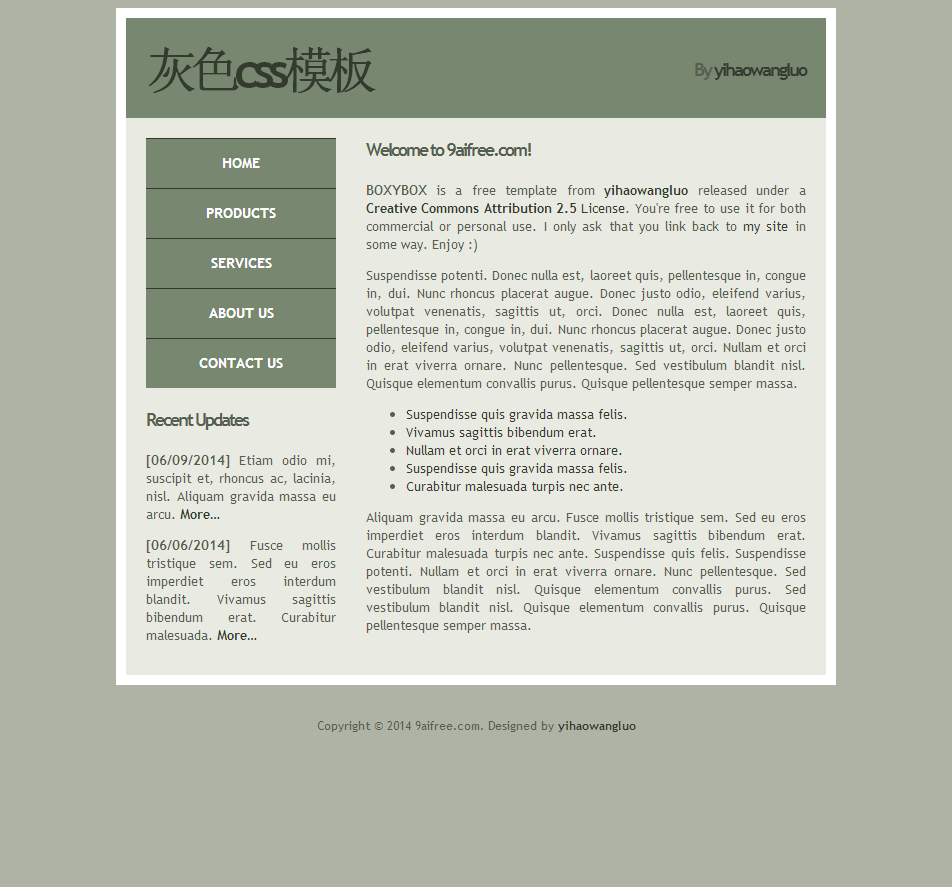 灰色css模板
By yihaowangluo
HOME
PRODUCTS
SERVICES
ABOUT US
CONTACT US
Recent Updates
[06/09/2014] Etiam odio mi,
suscipit et, rhoncus ac, lacinia,
nisl. Aliquam gravida massa eu
arcu. More...
[06/06/2014] Fusce mollis
tristique sem. Sed eu eros
imperdiet eros interdum
blandit. Vivamus sagittis
bibendum erat. Curabitur
malesuada. More...
Welcome to 9aifree.com!
BOXYBOX is a free template from yihaowangluo released under a
Creative Commons Attribution 2.5 License. You're free to use it for both
commercial or personal use. I only ask that you link back to my site in
some way. Enjoy :)
Suspendisse potenti. Donec nulla est, laoreet quis, pellentesque in, congue
in, dui. Nunc rhoncus placerat augue. Donec justo odio, eleifend varius,
volutpat venenatis, sagittis ut, orci. Donec nulla est, laoreet quis,
pellentesque in, congue in, dui. Nunc rhoncus placerat augue. Donec justo
odio, eleifend varius, volutpat venenatis, sagittis ut, orci. Nullam et orci
in erat viverra ornare. Nunc pellentesque. Sed vestibulum blandit nisl.
Quisque elementum convallis purus. Quisque pellentesque semper massa.
• Suspendisse quis gravida massa felis.
• Vivamus sagittis bibendum erat.
• Nullam et orci in erat viverra ornare.
• Suspendisse quis gravida massa felis.
• Curabitur malesuada turpis nec ante.
Aliquam gravida massa eu arcu. Fusce mollis tristique sem. Sed eu eros
imperdiet eros interdum blandit. Vivamus sagittis bibendum erat.
Curabitur malesuada turpis nec ante. Suspendisse quis felis. Suspendisse
potenti. Nullam et orci in erat viverra ornare. Nunc pellentesque. Sed
vestibulum blandit nisl. Quisque elementum convallis purus. Sed
vestibulum blandit nisl. Quisque elementum convallis purus. Quisque
pellentesque semper massa.
Copyright © 2014 9aifree.com. Designed by yihaowangluo